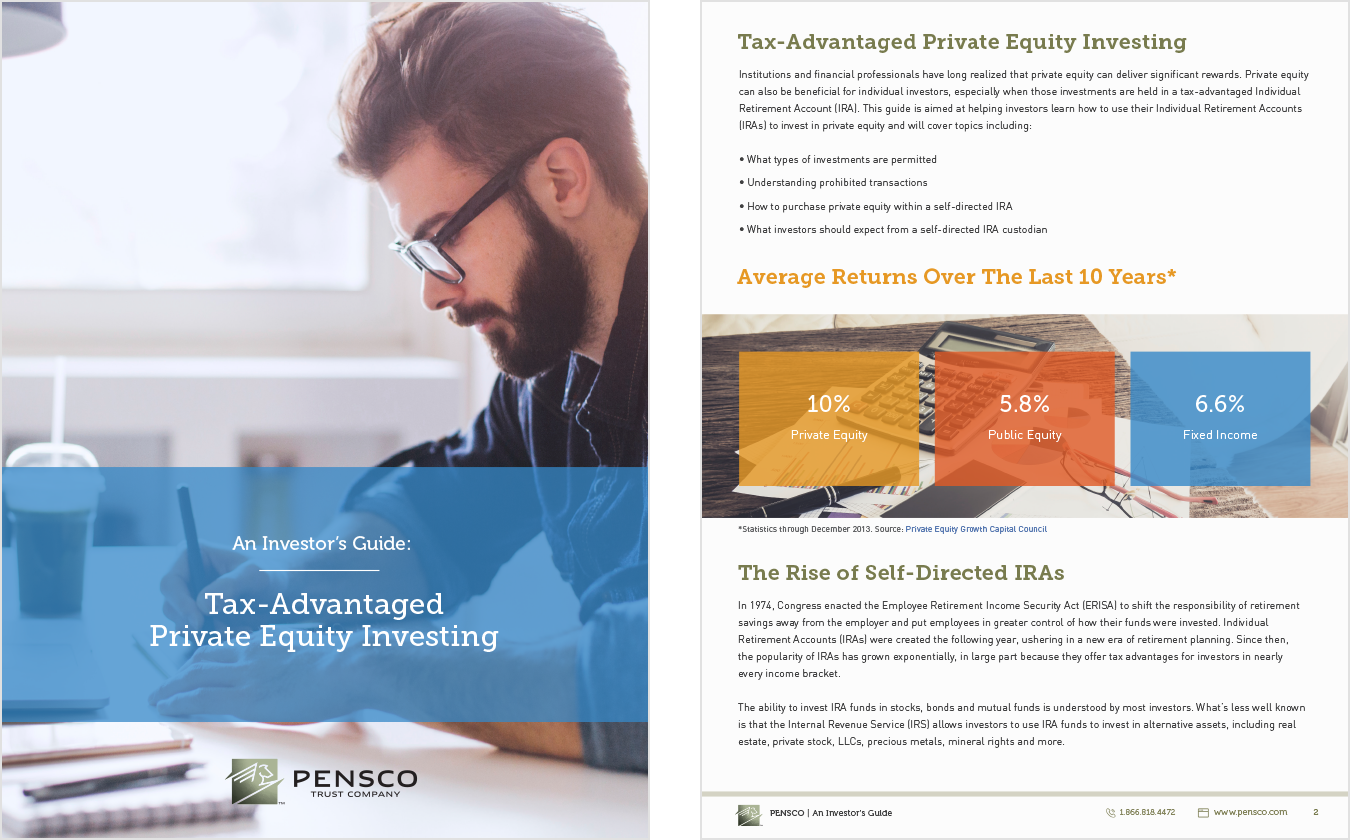 An Investor's Guide:
Tax-Advantaged
Private Equity Investing
PENSCO
TRUST COMPANY
TM
Tax-Advantaged Private Equity Investing
Institutions and financial professionals have long realized that private equity can deliver significant rewards. Private equity
can also be beneficial for individual investors, especially when those investments are held in a tax-advantaged Individual
Retirement Account (IRA). This guide is aimed at helping investors learn how to use their Individual Retirement Accounts
(IRAs) to invest in private equity and will cover topics including:
• What types of investments are permitted
• Understanding prohibited transactions
• How to purchase private equity within a self-directed IRA
• What investors should expect from a self-directed IRA custodian
Average Returns Over The Last 10 Years*
10%
Private Equity
5.8%
Public Equity
6.6%
Fixed Income
*Statistics through December 2013. Source: Private Equity Growth Capital Council
The Rise of Self-Directed IRAs
In 1974, Congress enacted the Employee Retirement Income Security Act (ERISA) to shift the responsibility of retirement
savings away from the employer and put employees in greater control of how their funds were invested. Individual
Retirement Accounts (IRAs) were created the following year, ushering in a new era of retirement planning. Since then,
the popularity of IRAs has grown exponentially, in large part because they offer tax advantages for investors in nearly
every income bracket.
The ability to invest IRA funds in stocks, bonds and mutual funds is understood by most investors. What's less well known
is that the Internal Revenue Service (IRS) allows investors to use IRA funds to invest in alternative assets, including real
estate, private stock, LLCs, precious metals, mineral rights and more.
PENSCO | An Investor's Guide
1.866.818.4472
www.pensco.com
2